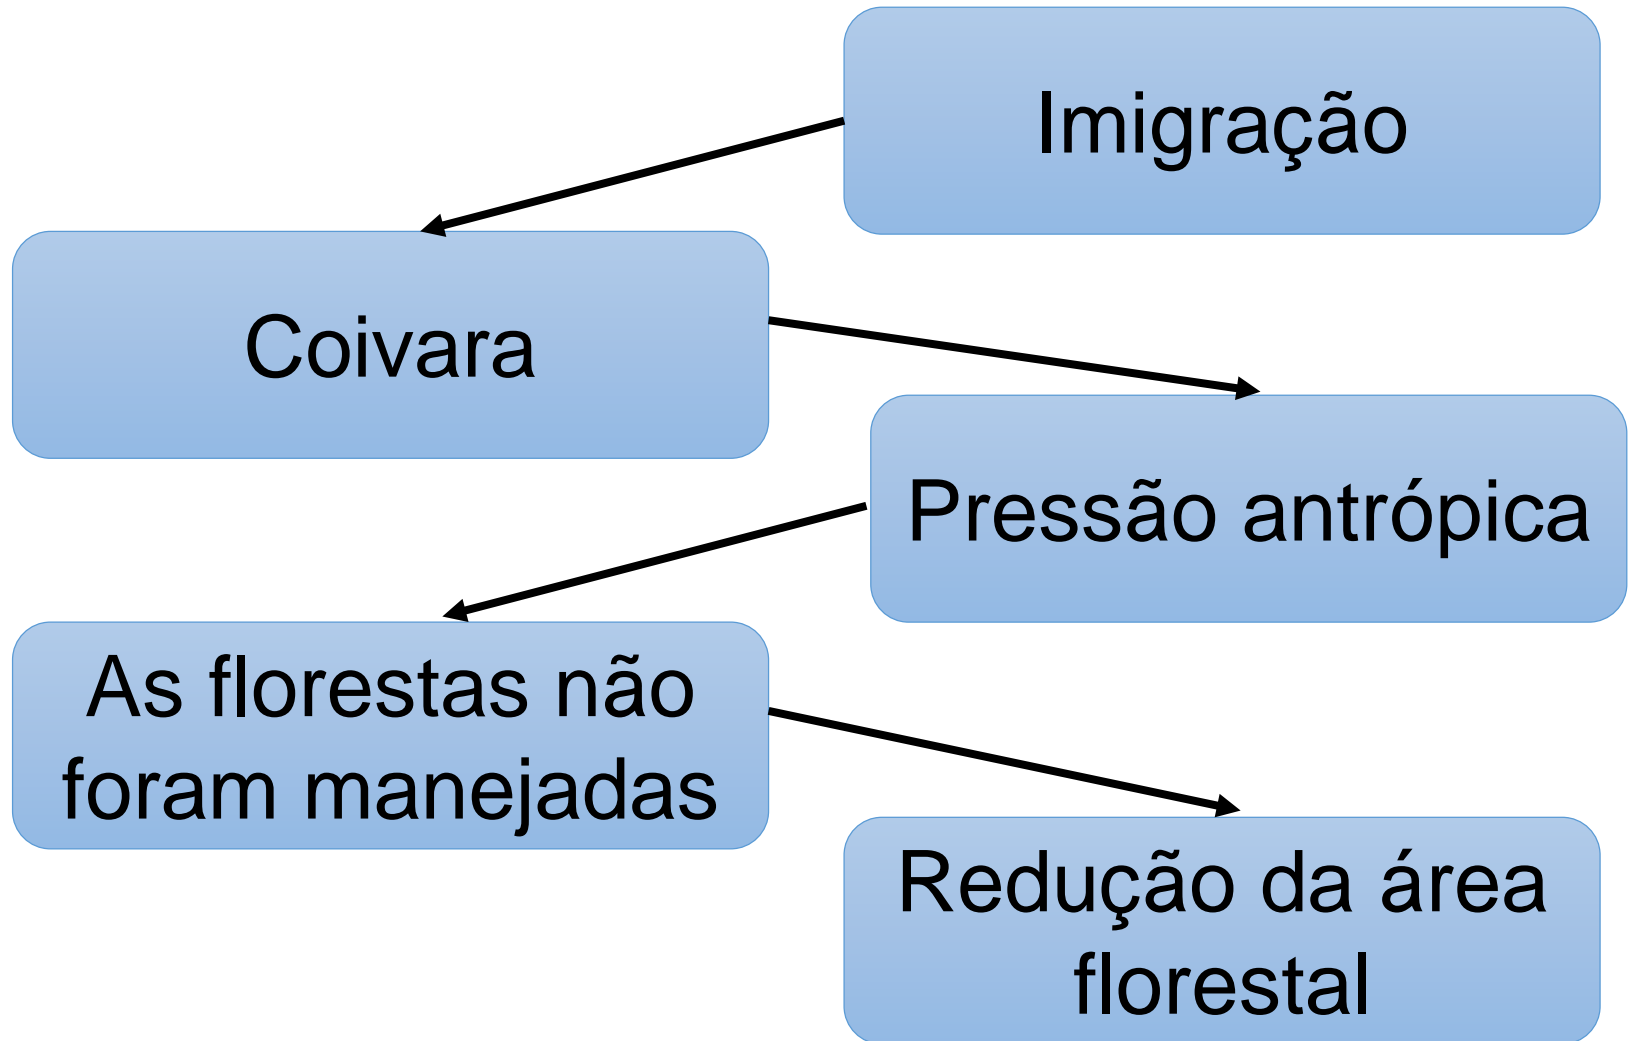 Imigração
Coivara
Pressão antrópica
As florestas não
foram manejadas
Redução da área
florestal